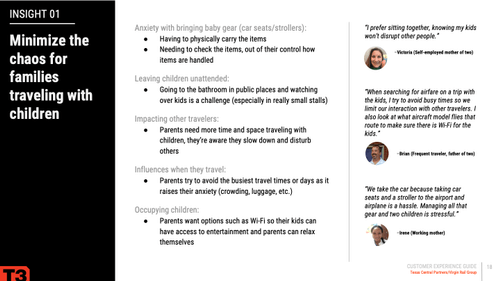 INSIGHT 01
Minimize the
chaos for
families
traveling with
children
Anxiety with bringing baby gear (car seats/strollers):
● Having to physically carry the items
● Needing to check the items, out of their control how
items are handled
Leaving children unattended:
● Going to the bathroom in public places and watching
over kids is a challenge (especially in really small stalls)
Impacting other travelers:
● Parents need more time and space traveling with
children, they're aware they slow down and disturb
others
Influences when they travel:
● Parents try to avoid the busiest travel times or days as it
raises their anxiety (crowding, luggage, etc.)
Occupying children:
● Parents want options such as Wi-Fi so their kids can
have access to entertainment and parents can relax
themselves
"I prefer sitting together, knowing my kids
won't disrupt other people."
-Victoria (Self-employed mother of two)
"When searching for airfare on a trip with
the kids, I try to avoid busy times so we
limit our interaction with other travelers. I
also look at what aircraft model flies that
route to make sure there is Wi-Fi for the
kids."
-Brian (Frequent traveler, father of two)
"We take the car because taking car
seats and a stroller to the airport and
airplane is a hassle. Managing all that
gear and two children is stressful."
-Irene (Working mother)
T3
CUSTOMER EXPERIENCE GUIDE
Texas Central Partners/Virgin Rail Group
18